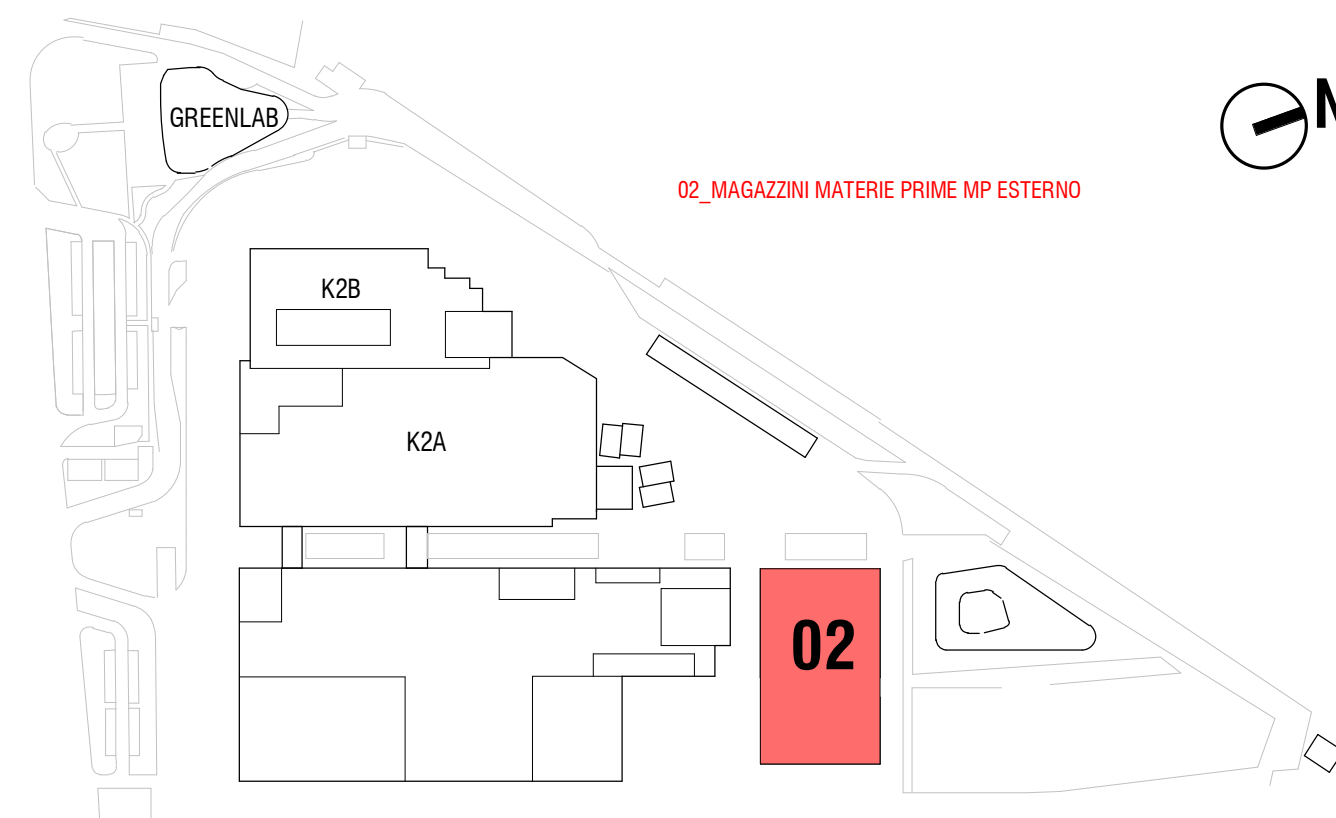 GREENLAB
02_MAGAZZINI MATERIE PRIME MP ESTERNO
K2B
K2A
02